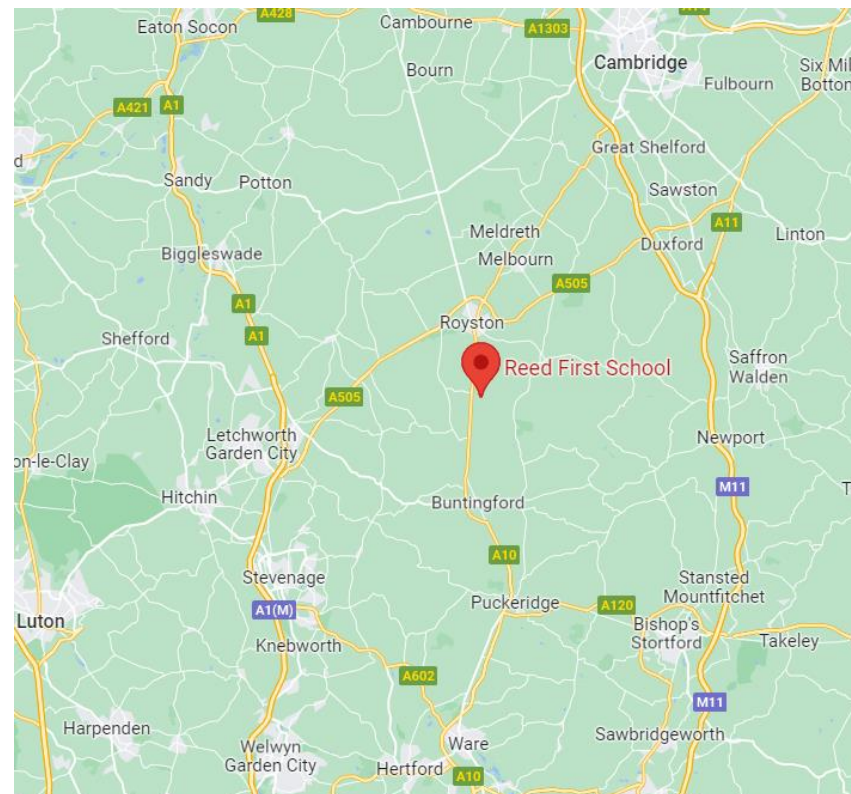 A428
Cambourne
A1303
A14
Eaton Socon
Cambridge
Six Mil
Bottom
Bourn
Fulbourn
A421
A1
Great Shelford
d
Sandy
Potton
Sawston
Meldreth
A11
Linton
Duxford
Biggleswade
Melbourn
A505
A1
Royston
A1
Shefford
Saffron
Walden
Reed First School
A505
Letchworth
Garden City
Newport
on-le-Clay
M11
T
Hitchin
Buntingford
A10
Stevenage
Stansted
Mountfitchet
Puckeridge
A120
A1(M)
Luton
Bishop's
Stortford
Takeley
Knebworth
A602
M11
Harpenden
Sawbridgeworth
Ware
Welwyn
Garden City
Hertford
A10